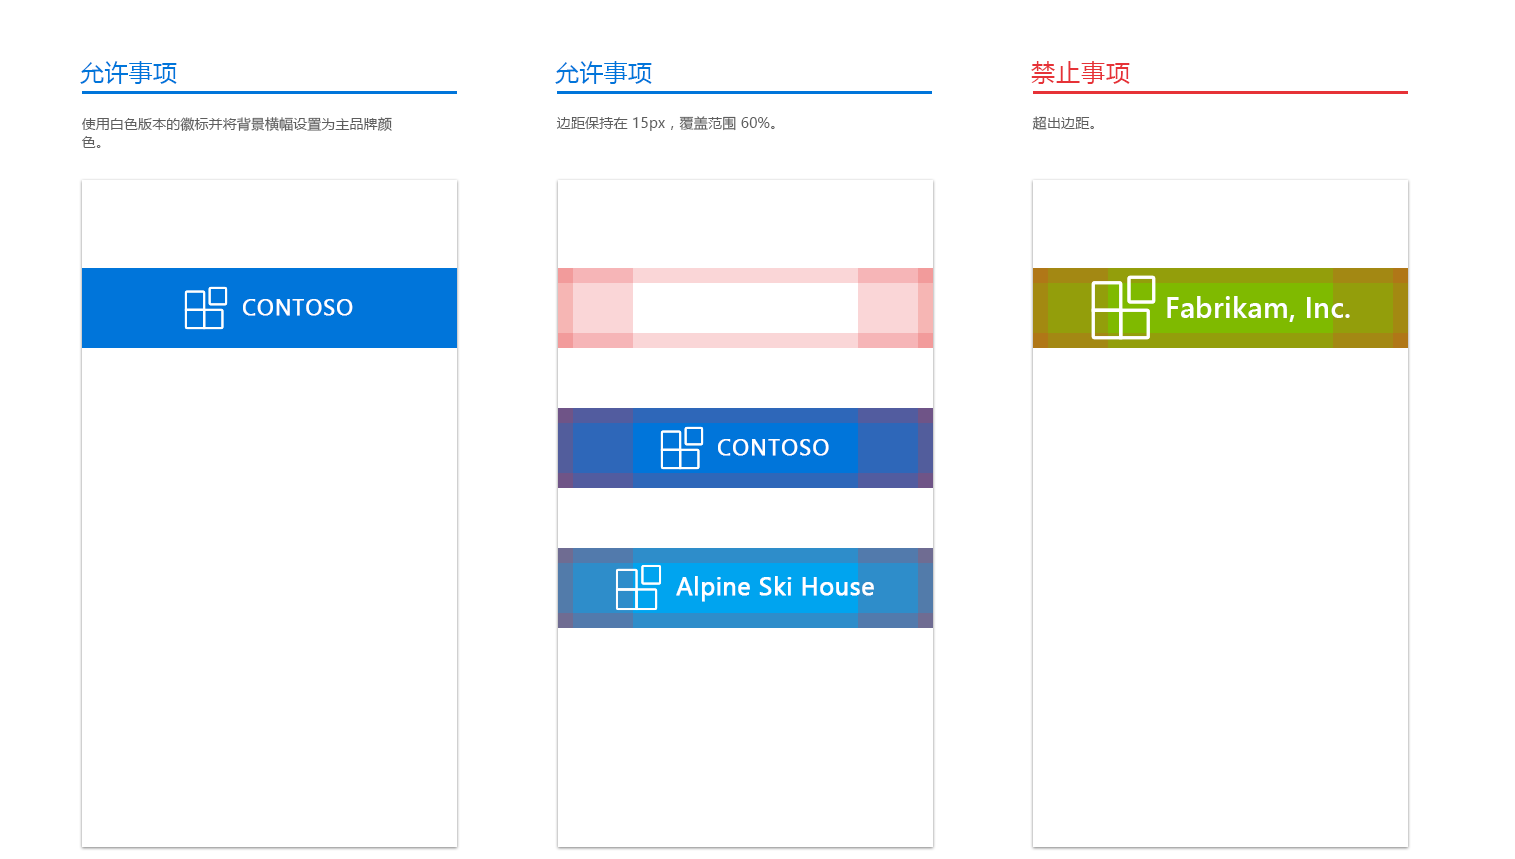 允许事项
使用白色版本的徽标并将背景横幅设置为主品牌颜
色。
CONTOSO
允许事项
边距保持在 15px，覆盖范围 60%。
CONTOSO
Alpine Ski House
禁止事项
超出边距。
Fabrikam, Inc.